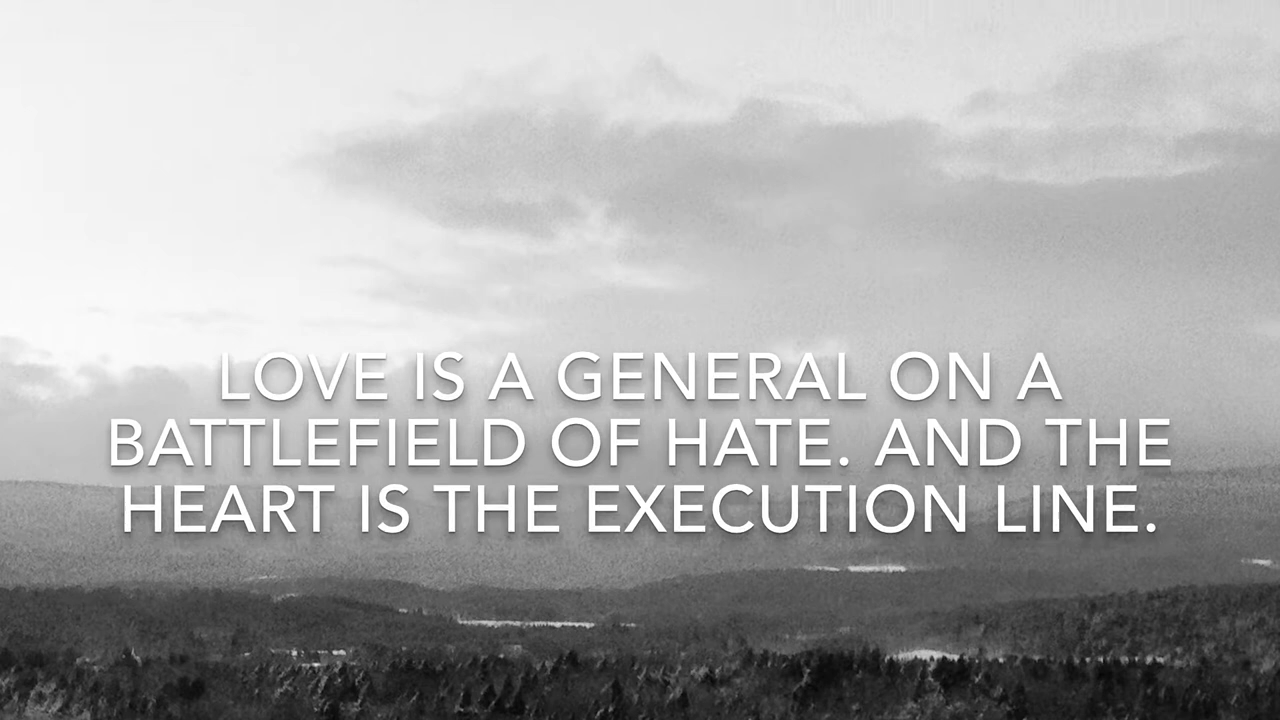 LOVE IS A GENERAL ON A
BATTLEFIELD OF HATE. AND THE
HEART IS THE EXECUTION LINE.